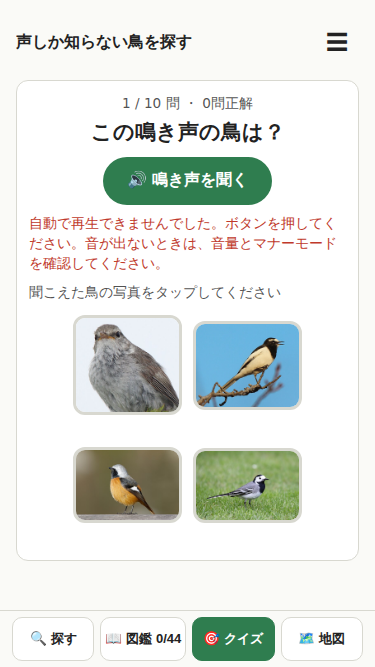 声しか知らない鳥を探す
1 / 10 問 ・ 0問正解
この鳴き声の鳥は？
🔊 鳴き声を聞く
自動で再生できませんでした。ボタンを押してく
ださい。音が出ないときは、音量とマナーモード
を確認してください。
聞こえた鳥の写真をタップしてください
🔍 探す 📖 図鑑 0/44 🎯 クイズ 🗺️ 地図